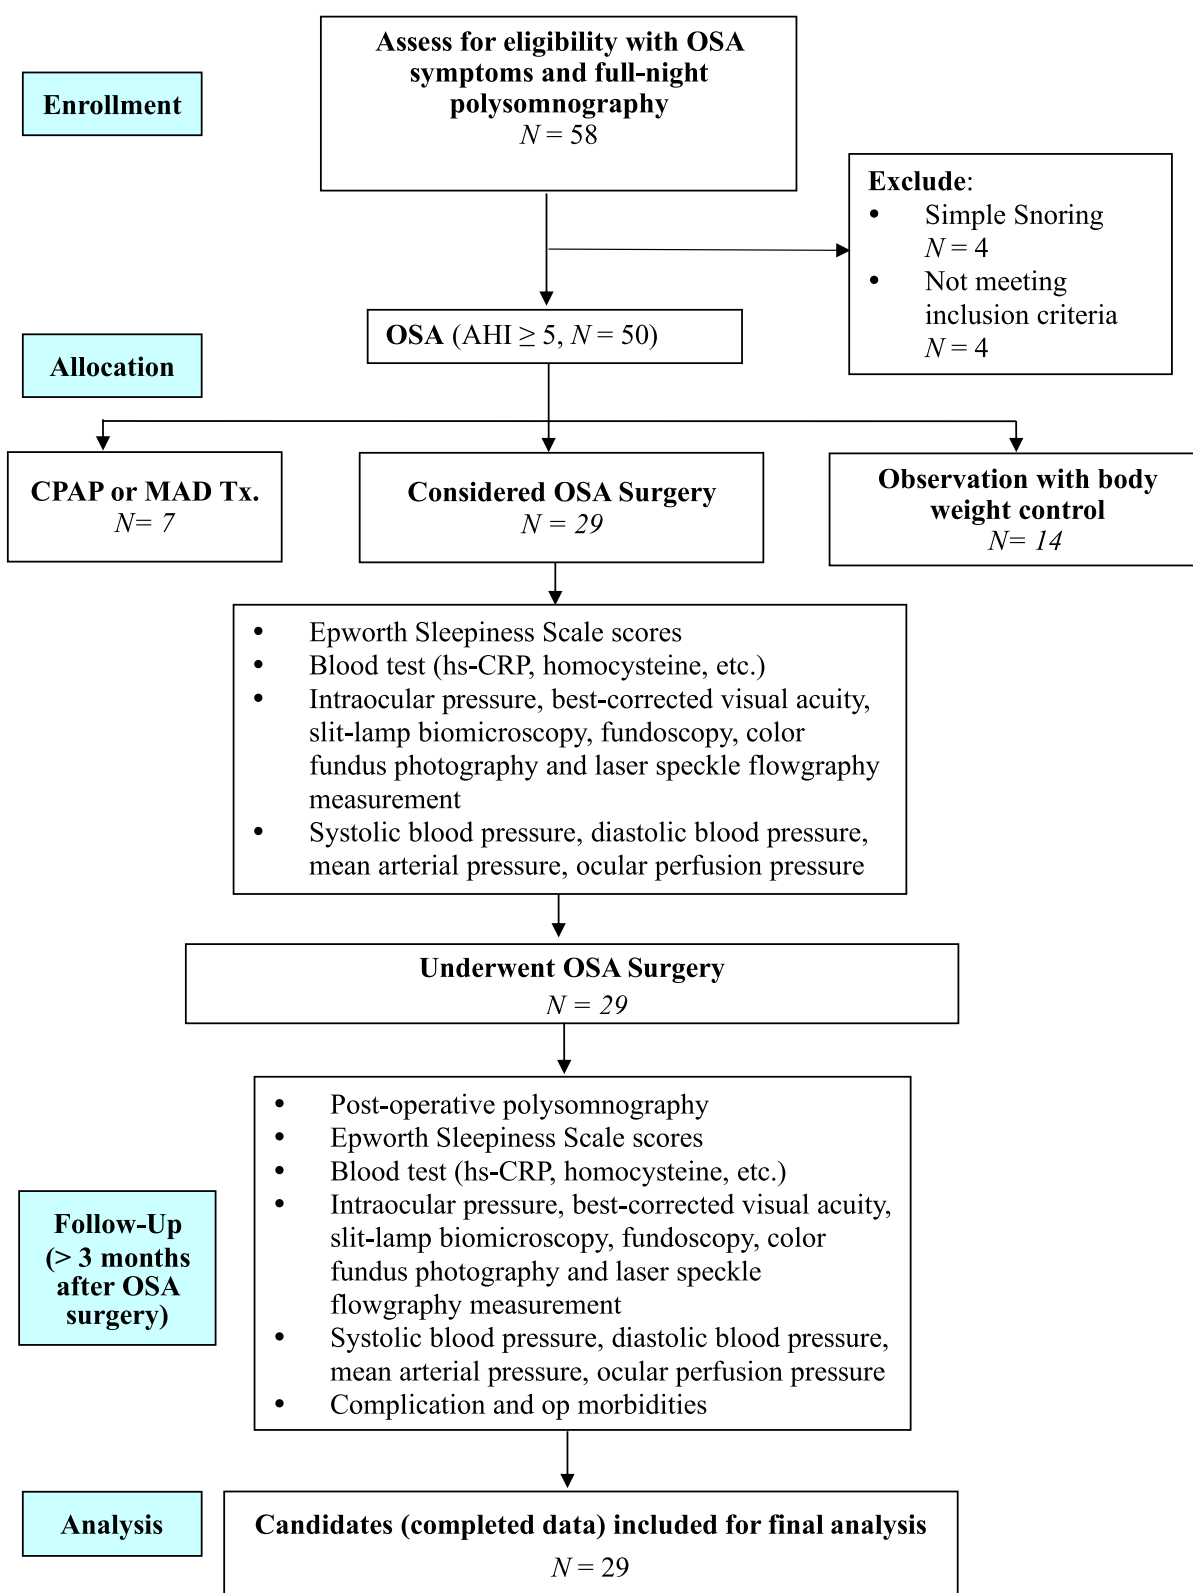 Enrollment
Assess for eligibility with OSA
symptoms and full-night
polysomnography
N = 58
Exclude:
• Simple Snoring
N = 4
• Not meeting
inclusion criteria
N = 4
OSA (AHI ≥ 5, N = 50)
Allocation
CPAP or MAD Tx.
N= 7
Considered OSA Surgery
N = 29
Observation with body
weight control
N= 14
• Epworth Sleepiness Scale scores
• Blood test (hs-CRP, homocysteine, etc.)
• Intraocular pressure, best-corrected visual acuity,
slit-lamp biomicroscopy, fundoscopy, color
fundus photography and laser speckle flowgraphy
measurement
• Systolic blood pressure, diastolic blood pressure,
mean arterial pressure, ocular perfusion pressure
Underwent OSA Surgery
N = 29
Follow-Up
(> 3 months
after OSA
surgery)
• Post-operative polysomnography
• Epworth Sleepiness Scale scores
• Blood test (hs-CRP, homocysteine, etc.)
• Intraocular pressure, best-corrected visual acuity,
slit-lamp biomicroscopy, fundoscopy, color
fundus photography and laser speckle
flowgraphy measurement
• Systolic blood pressure, diastolic blood pressure,
mean arterial pressure, ocular perfusion pressure
• Complication and op morbidities
Analysis
Candidates (completed data) included for final analysis
N = 29